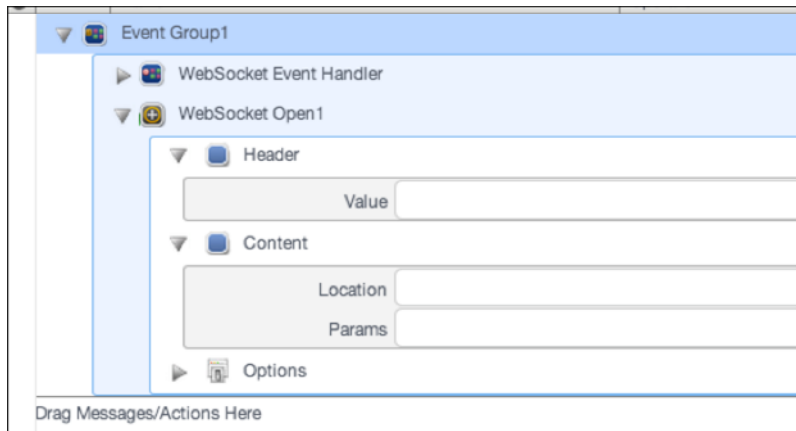 Event Group1
WebSocket Event Handler
WebSocket Open1
Header
Value
Content
Location
Params
Options
Drag Messages/Actions Here